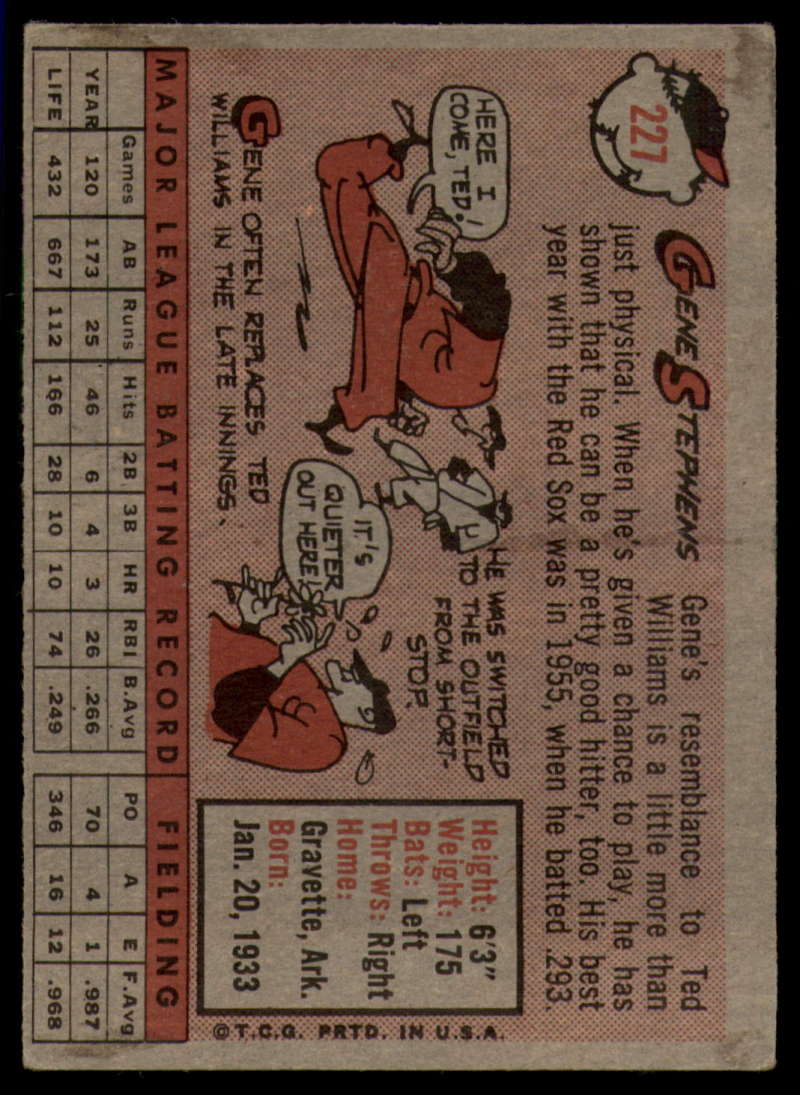 227
GENE STEPHENS
Gene's resemblance to Ted
Williams is a little more than
just physical. When he's given a chance to play, he has
shown that he can be a pretty good hitter, too. His best
year with the Red Sox was in 1955, when he batted .293.
HERE I
COME, TED!
GENE OFTEN REPLACES TED
WILLIAMS IN THE LATE INNINGS.
HE WAS SWITCHED
TO THE OUTFIELD
FROM SHORT-
STOP.
IT'S
QUIETER
OUT HERE!
Height: 6'3"
Weight: 175
Bats: Left
Throws: Right
Home:
Gravette, Ark.
Born:
Jan. 20, 1933
© T.C.G. PRTD. IN U.S.A.
MAJOR LEAGUE BATTING RECORD FIELDING
Games AB Runs Hits 2B 3B HR RBI B.Avg PO A E F.Avg
YEAR 120 173 25 46 6 4 3 26 .266 70 4 1 .987
LIFE 432 667 112 166 28 10 10 74 .249 346 16 12 .968